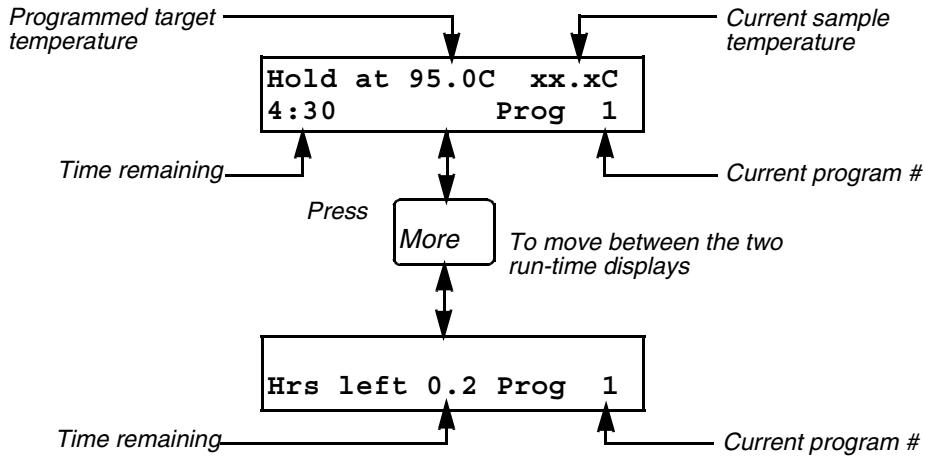 Programmed target
temperature
Current sample
temperature
Hold at 95.0C xx.xC
4:30 Prog 1
Time remaining
Current program #
Press
More
To move between the two
run-time displays
Hrs left 0.2 Prog 1
Time remaining
Current program #